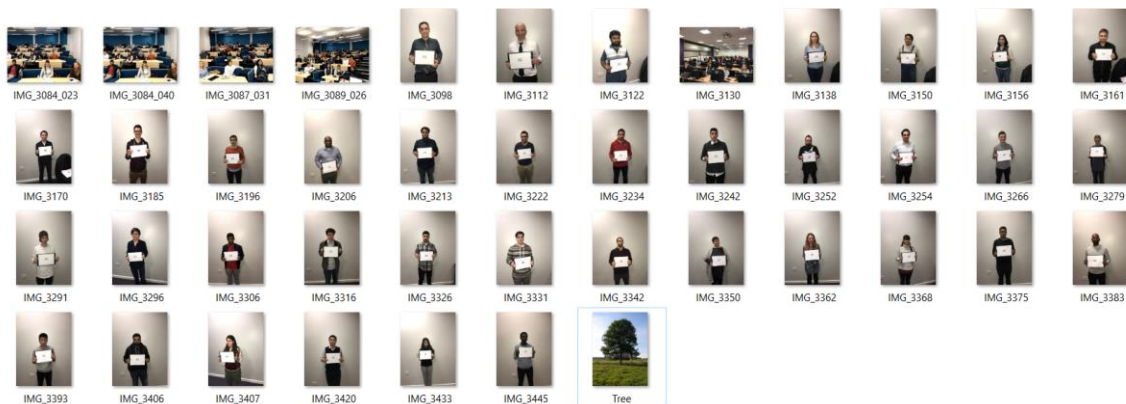 IMG_3084_023 IMG_3084_040 IMG_3087_031 IMG_3089_026 IMG_3098 IMG_3112 IMG_3122 IMG_3130 IMG_3138 IMG_3150 IMG_3156 IMG_3161
IMG_3170 IMG_3185 IMG_3196 IMG_3206 IMG_3213 IMG_3222 IMG_3234 IMG_3242 IMG_3252 IMG_3254 IMG_3266 IMG_3279
IMG_3291 IMG_3296 IMG_3306 IMG_3316 IMG_3326 IMG_3331 IMG_3342 IMG_3350 IMG_3362 IMG_3368 IMG_3375 IMG_3383
IMG_3393 IMG_3406 IMG_3407 IMG_3420 IMG_3433 IMG_3445 Tree